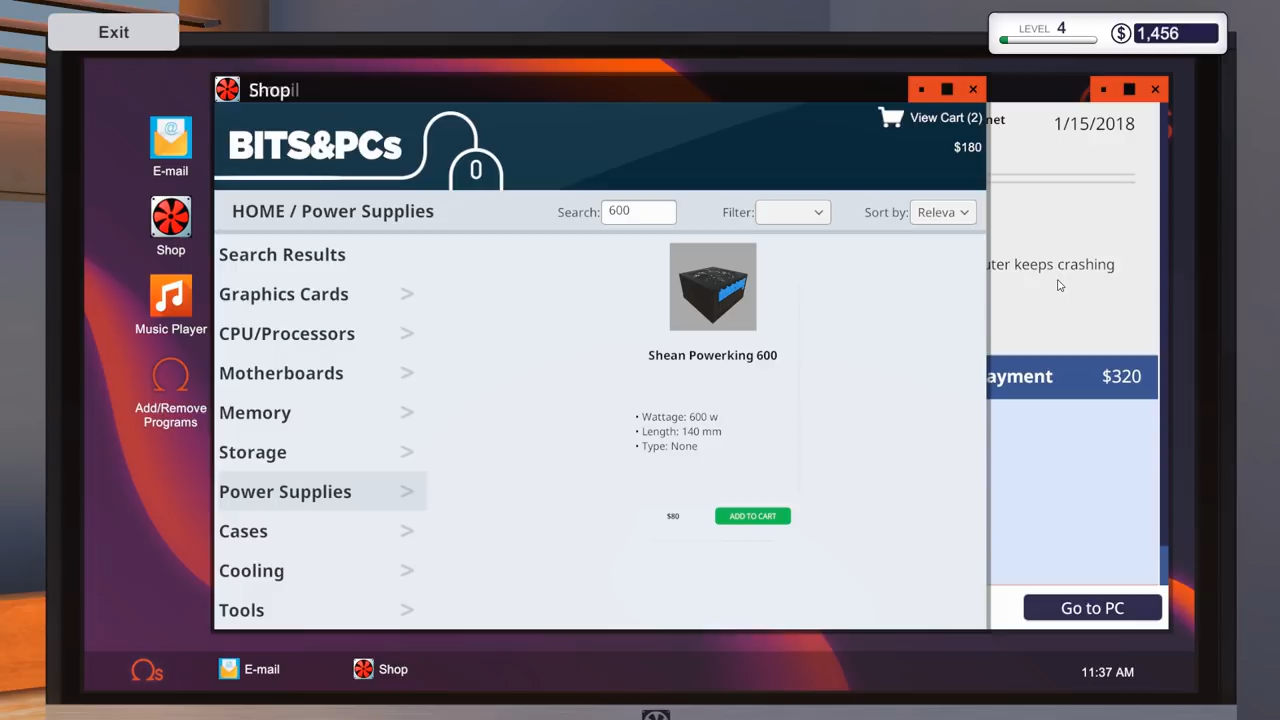 Exit
LEVEL 4
$ 1,456
Shop
BITS&PCs
View Cart (2)
$180
net
1/15/2018
HOME / Power Supplies
Search: 600
Filter:
Sort by: Releva
Search Results
Graphics Cards >
CPU/Processors >
Motherboards >
Memory >
Storage >
Power Supplies >
Cases >
Cooling >
Tools >
Shean Powerking 600
• Wattage: 600 w
• Length: 140 mm
• Type: None
$80
ADD TO CART
uter keeps crashing
ayment $320
Go to PC
E-mail
Shop
Music Player
Add/Remove
Programs
Ωs
E-mail
Shop
11:37 AM